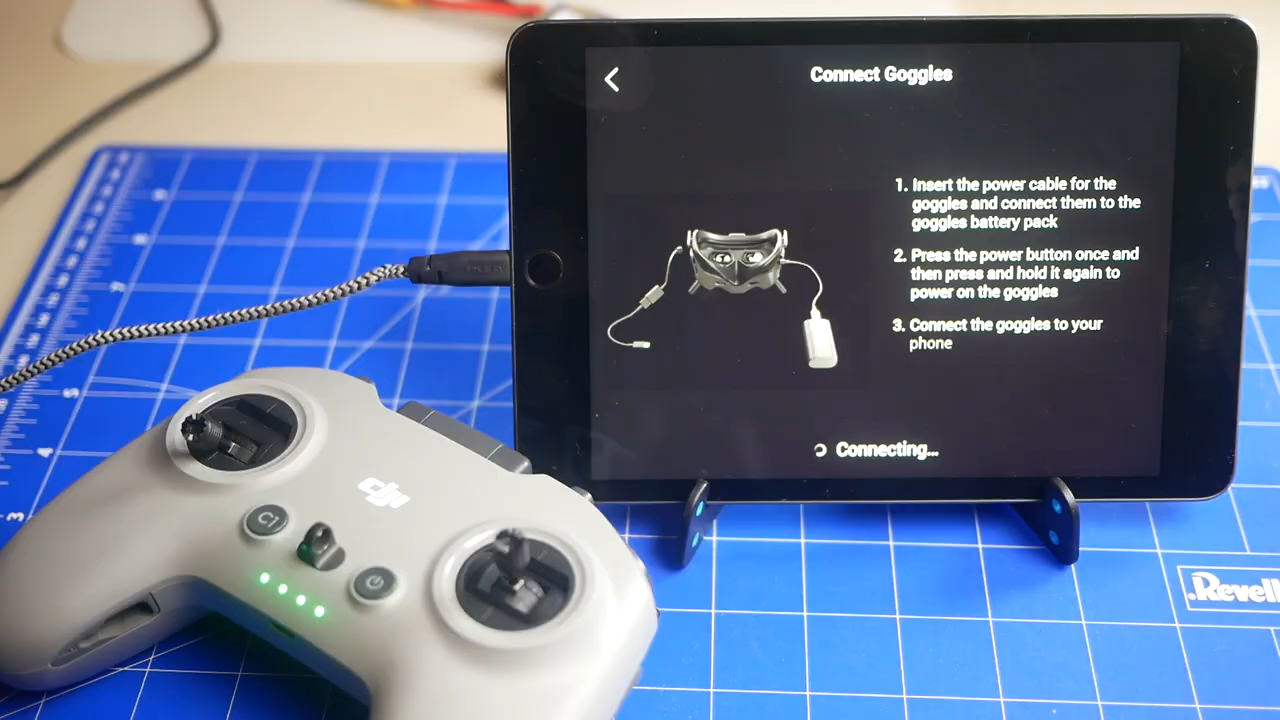 Connect Goggles
1. Insert the power cable for the
goggles and connect them to the
goggles battery pack
2. Press the power button once and
then press and hold it again to
power on the goggles
3. Connect the goggles to your
phone
Connecting...
dji
C1
4
3
.Revell